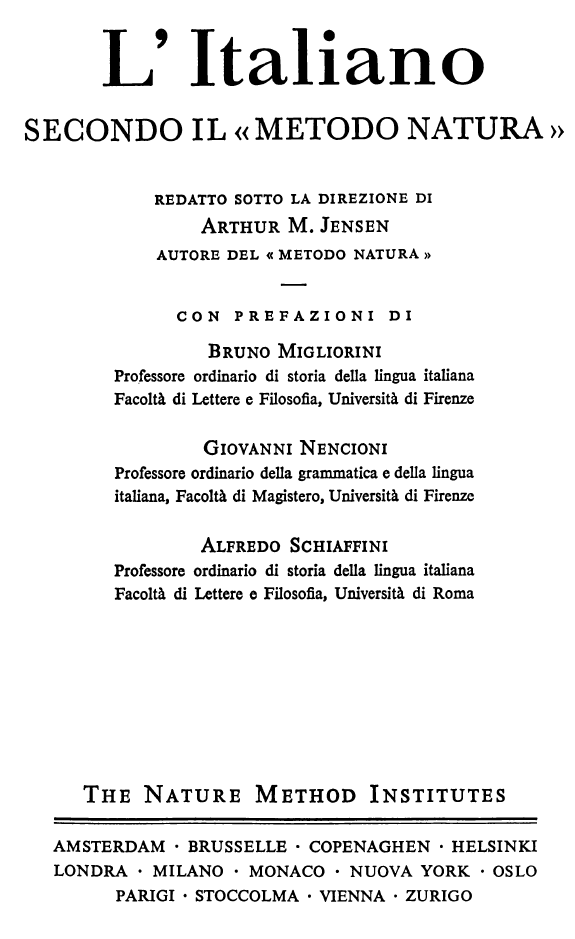 L'Italiano
SECONDO IL «METODO NATURA»
REDATTO SOTTO LA DIREZIONE DI
ARTHUR M. JENSEN
AUTORE DEL «METODO NATURA»
CON PREFAZIONI DI
BRUNO MIGLIORINI
Professore ordinario di storia della lingua italiana
Facoltà di Lettere e Filosofia, Università di Firenze
GIOVANNI NENCIONI
Professore ordinario della grammatica e della lingua
italiana, Facoltà di Magistero, Università di Firenze
ALFREDO SCHIAFFINI
Professore ordinario di storia della lingua italiana
Facoltà di Lettere e Filosofia, Università di Roma
THE NATURE METHOD INSTITUTES
AMSTERDAM · BRUSSELLE · COPENAGHEN · HELSINKI
LONDRA · MILANO · MONACO · NUOVA YORK · OSLO
PARIGI · STOCCOLMA · VIENNA · ZURIGO